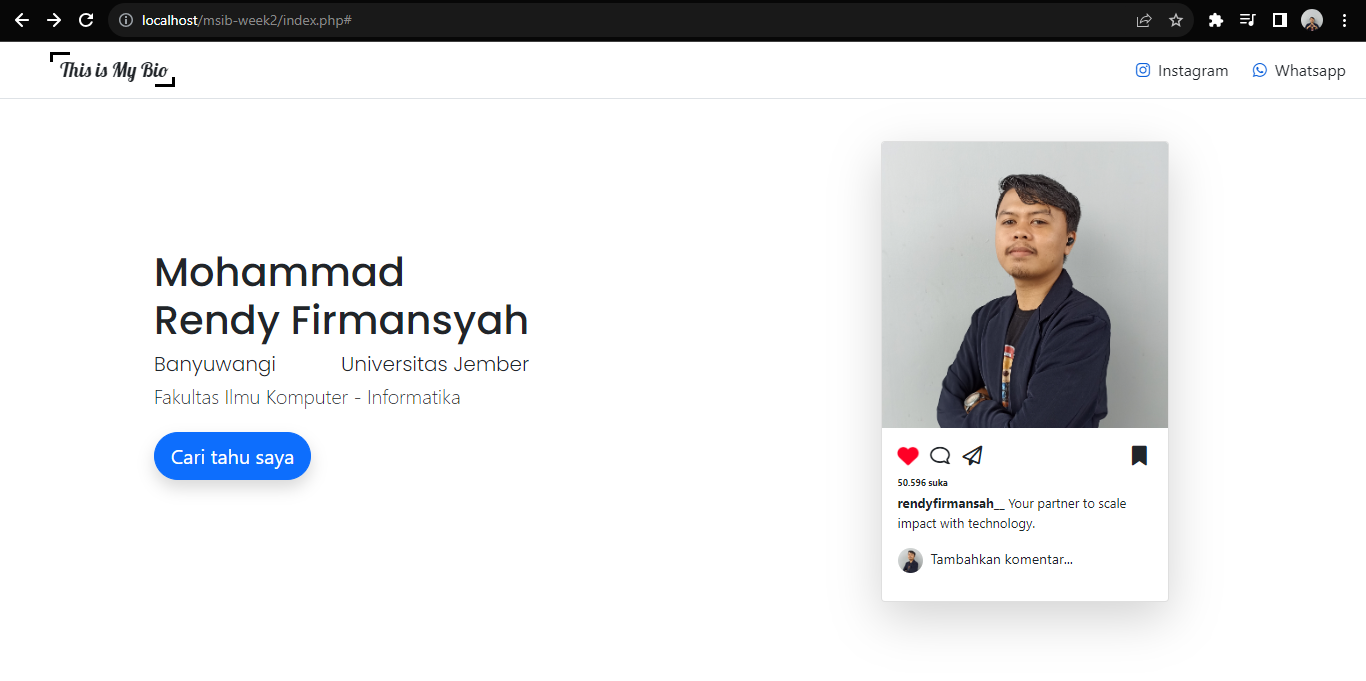 localhost/msib-week2/index.php#
This is My Bio
Instagram
Whatsapp
Mohammad
Rendy Firmansyah
Banyuwangi
Universitas Jember
Fakultas Ilmu Komputer - Informatika
Cari tahu saya
50.596 suka
rendyfirmansah__ Your partner to scale
impact with technology.
Tambahkan komentar...